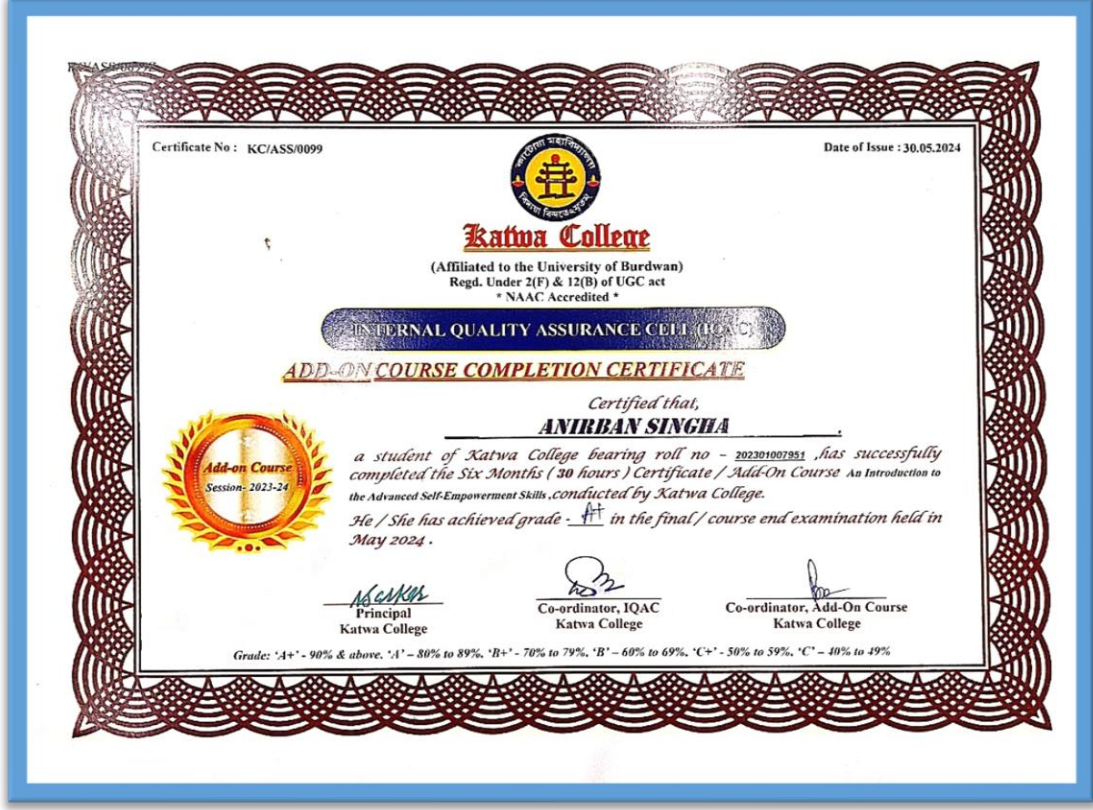 Certificate No : KC/ASS/0099
Date of Issue : 30.05.2024
কাটোয়া মহাবিদ্যালয়
Katwa College
(Affiliated to the University of Burdwan)
Regd. Under 2(F) & 12(B) of UGC act
* NAAC Accredited *
INTERNAL QUALITY ASSURANCE CELL (IQAC)
ADD-ON COURSE COMPLETION CERTIFICATE
Certified that,
ANIRBAN SINGHA .
Add-on Course
Session- 2023-24
a student of Katwa College bearing roll no - 202301007951 ,has successfully
completed the Six Months ( 30 hours ) Certificate / Add-On Course An Introduction to
the Advanced Self-Empowerment Skills ,conducted by Katwa College.
He / She has achieved grade - A+ in the final / course end examination held in
May 2024 .
Principal
Katwa College
Co-ordinator, IQAC
Katwa College
Co-ordinator, Add-On Course
Katwa College
Grade: 'A+' - 90% & above, 'A' – 80% to 89%, 'B+' - 70% to 79%, 'B' – 60% to 69%, 'C+' - 50% to 59%, 'C' – 40% to 49%